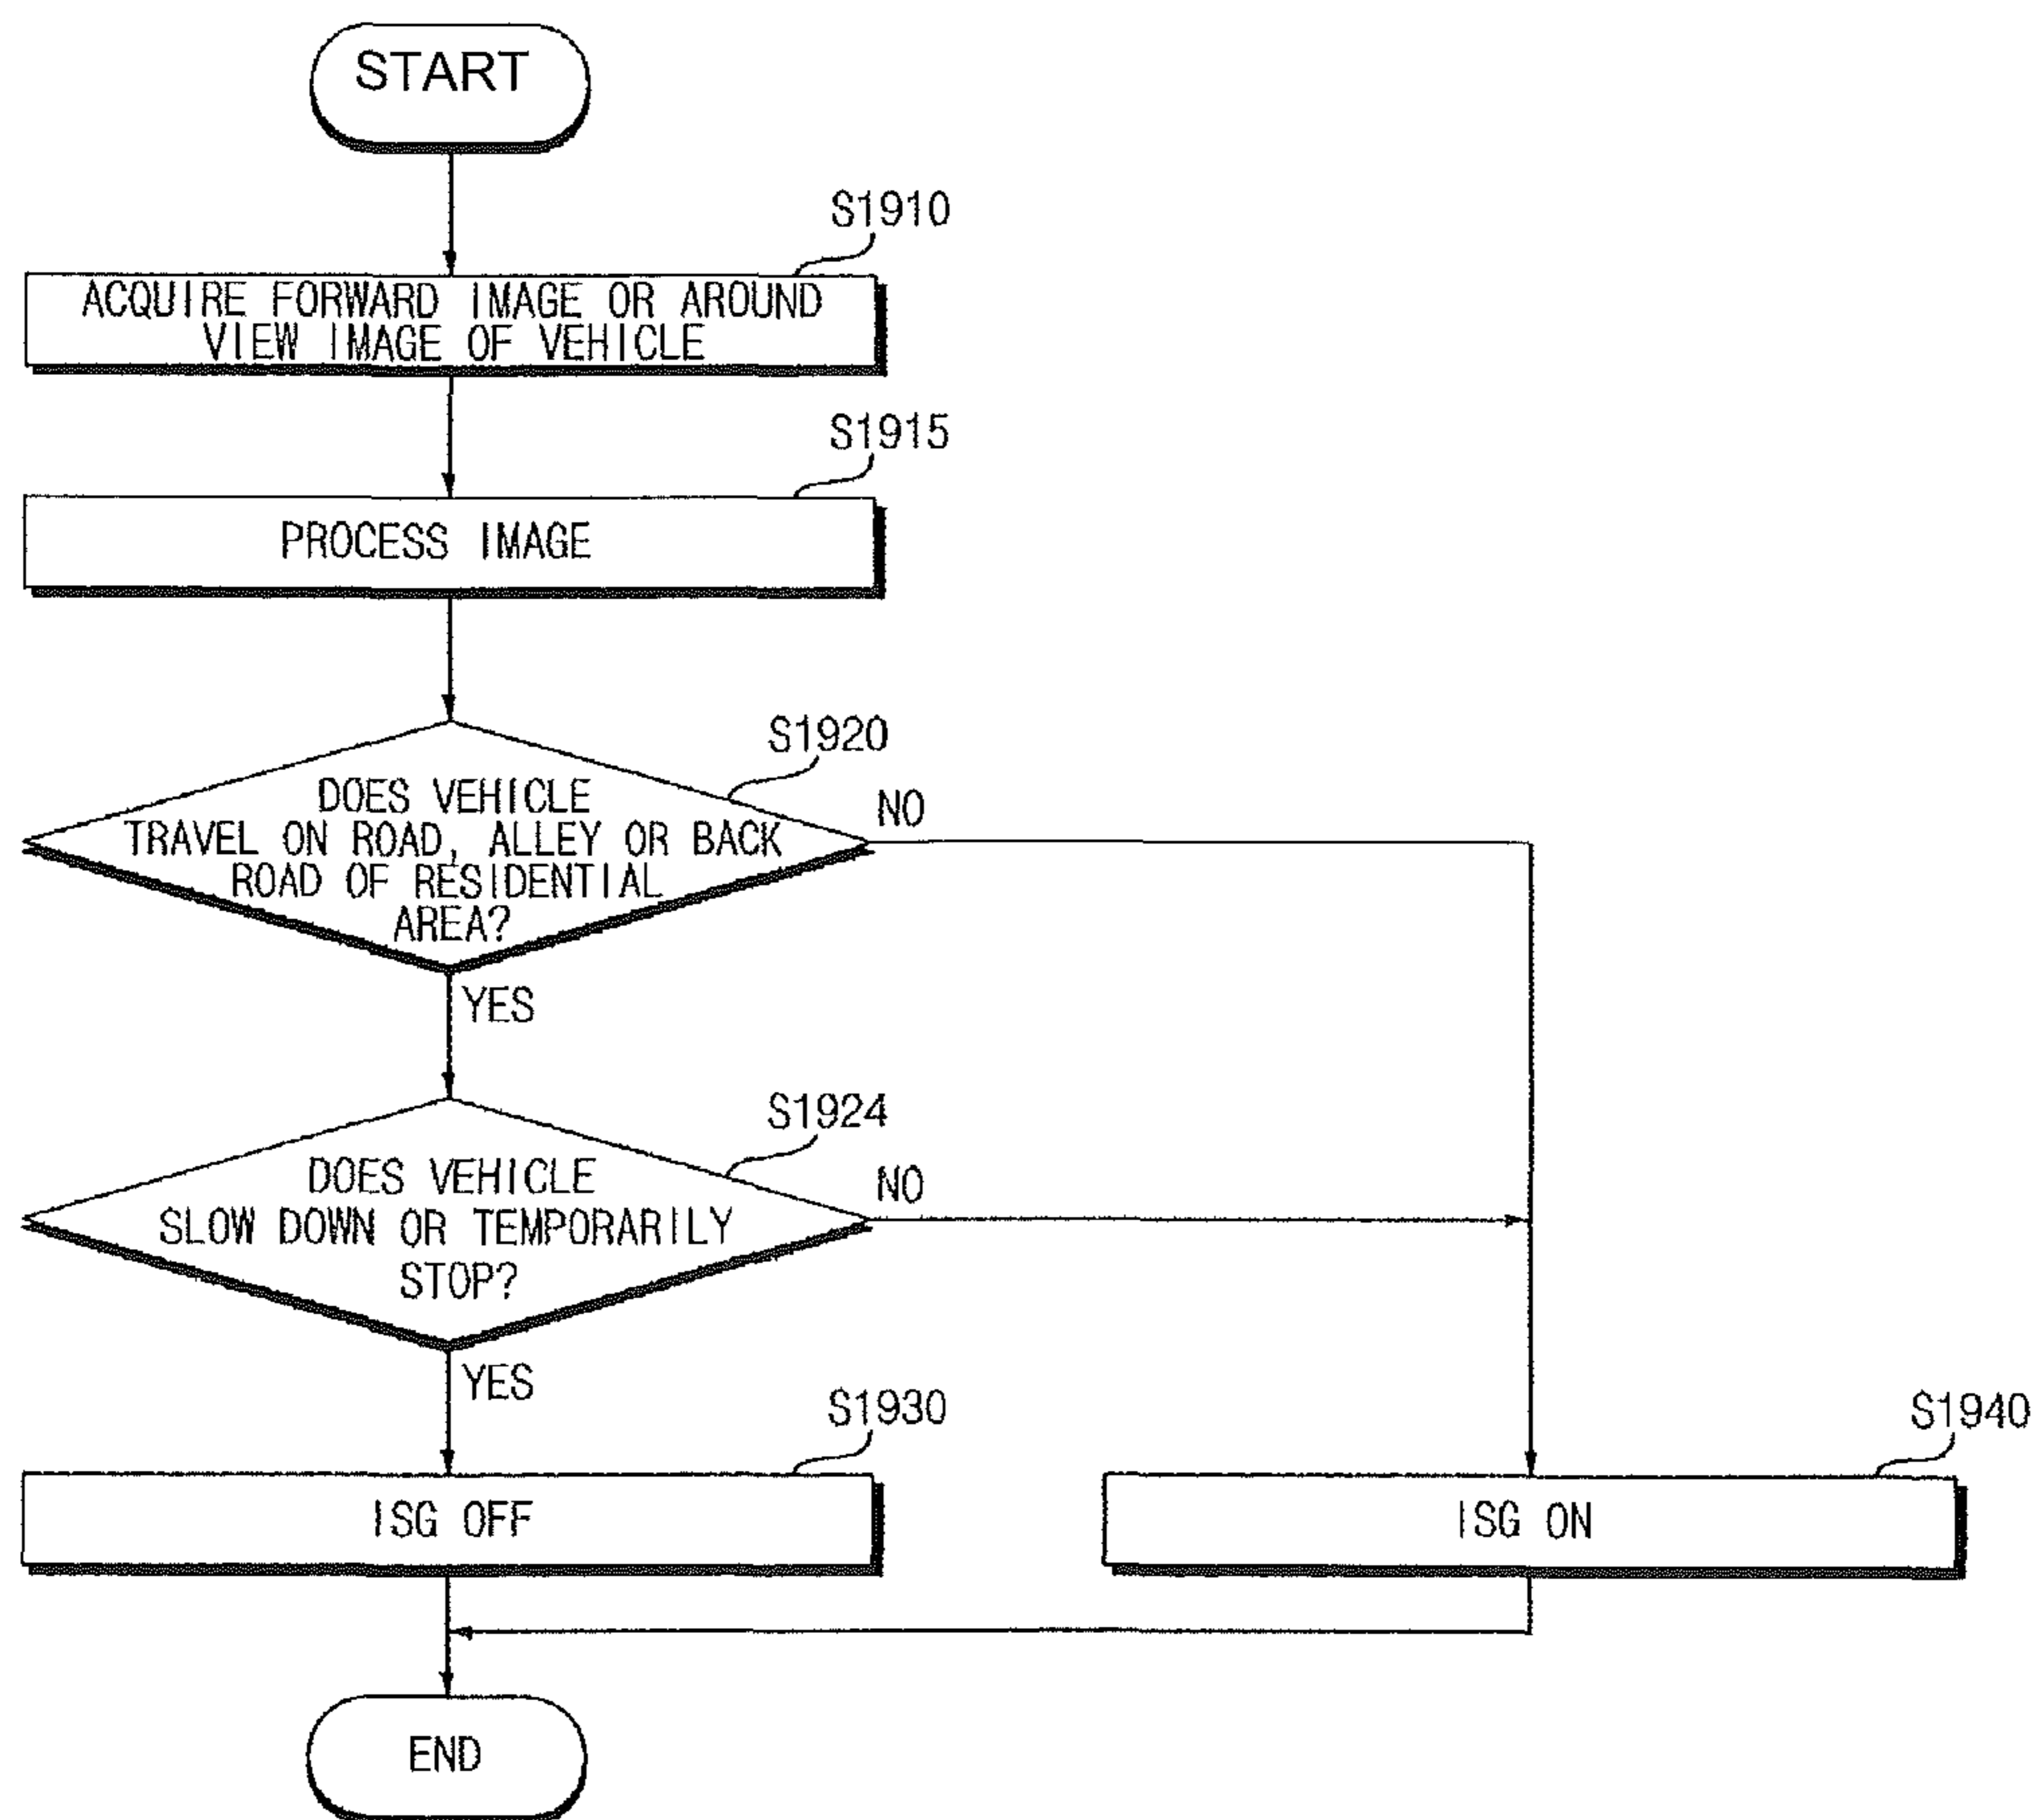 START
S1910
ACQUIRE FORWARD IMAGE OR AROUND
VIEW IMAGE OF VEHICLE
S1915
PROCESS IMAGE
S1920
DOES VEHICLE
TRAVEL ON ROAD, ALLEY OR BACK
ROAD OF RESIDENTIAL
AREA?
NO
YES
S1924
DOES VEHICLE
SLOW DOWN OR TEMPORARILY
STOP?
NO
YES
S1930
ISG OFF
S1940
ISG ON
END